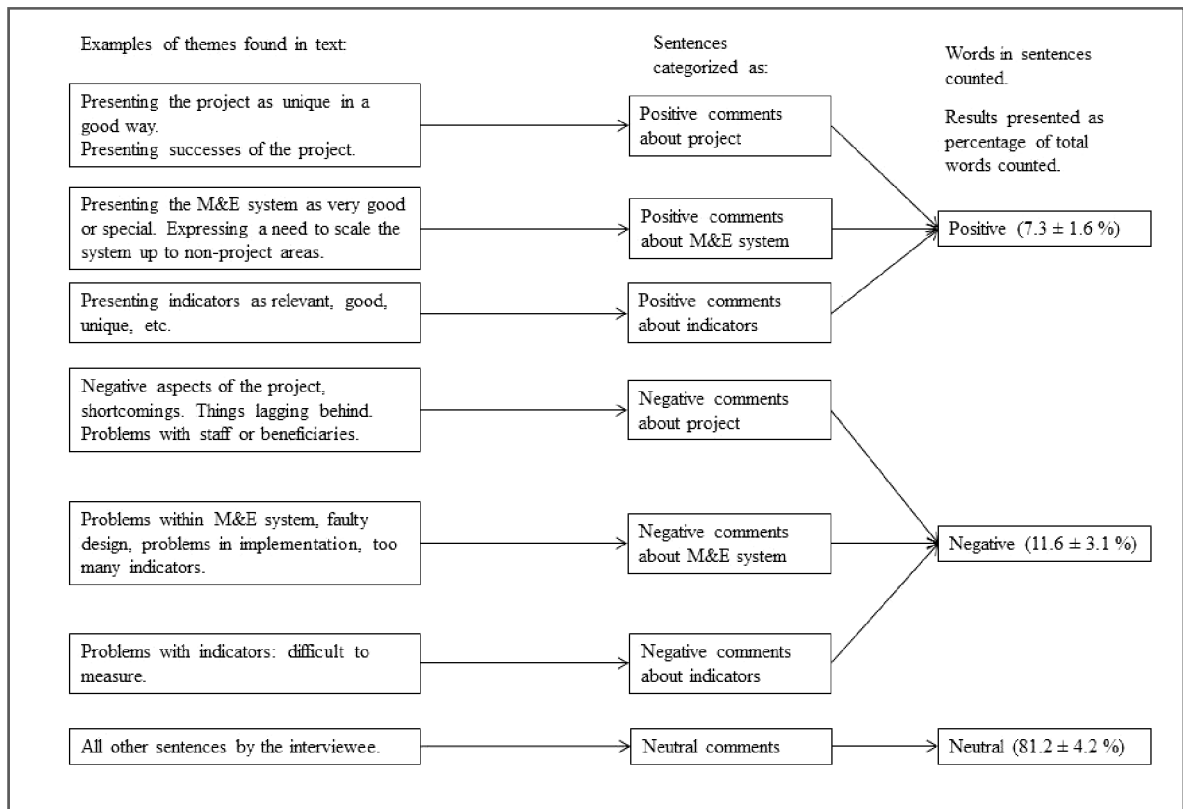 Examples of themes found in text:
Sentences
categorized as:
Words in sentences
counted.
Results presented as
percentage of total
words counted.
Presenting the project as unique in a
good way.
Presenting successes of the project.
Positive comments
about project
Presenting the M&E system as very good
or special. Expressing a need to scale the
system up to non-project areas.
Positive comments
about M&E system
Positive (7.3 ± 1.6 %)
Presenting indicators as relevant, good,
unique, etc.
Positive comments
about indicators
Negative aspects of the project,
shortcomings. Things lagging behind.
Problems with staff or beneficiaries.
Negative comments
about project
Problems within M&E system, faulty
design, problems in implementation, too
many indicators.
Negative comments
about M&E system
Negative (11.6 ± 3.1 %)
Problems with indicators: difficult to
measure.
Negative comments
about indicators
All other sentences by the interviewee.
Neutral comments
Neutral (81.2 ± 4.2 %)